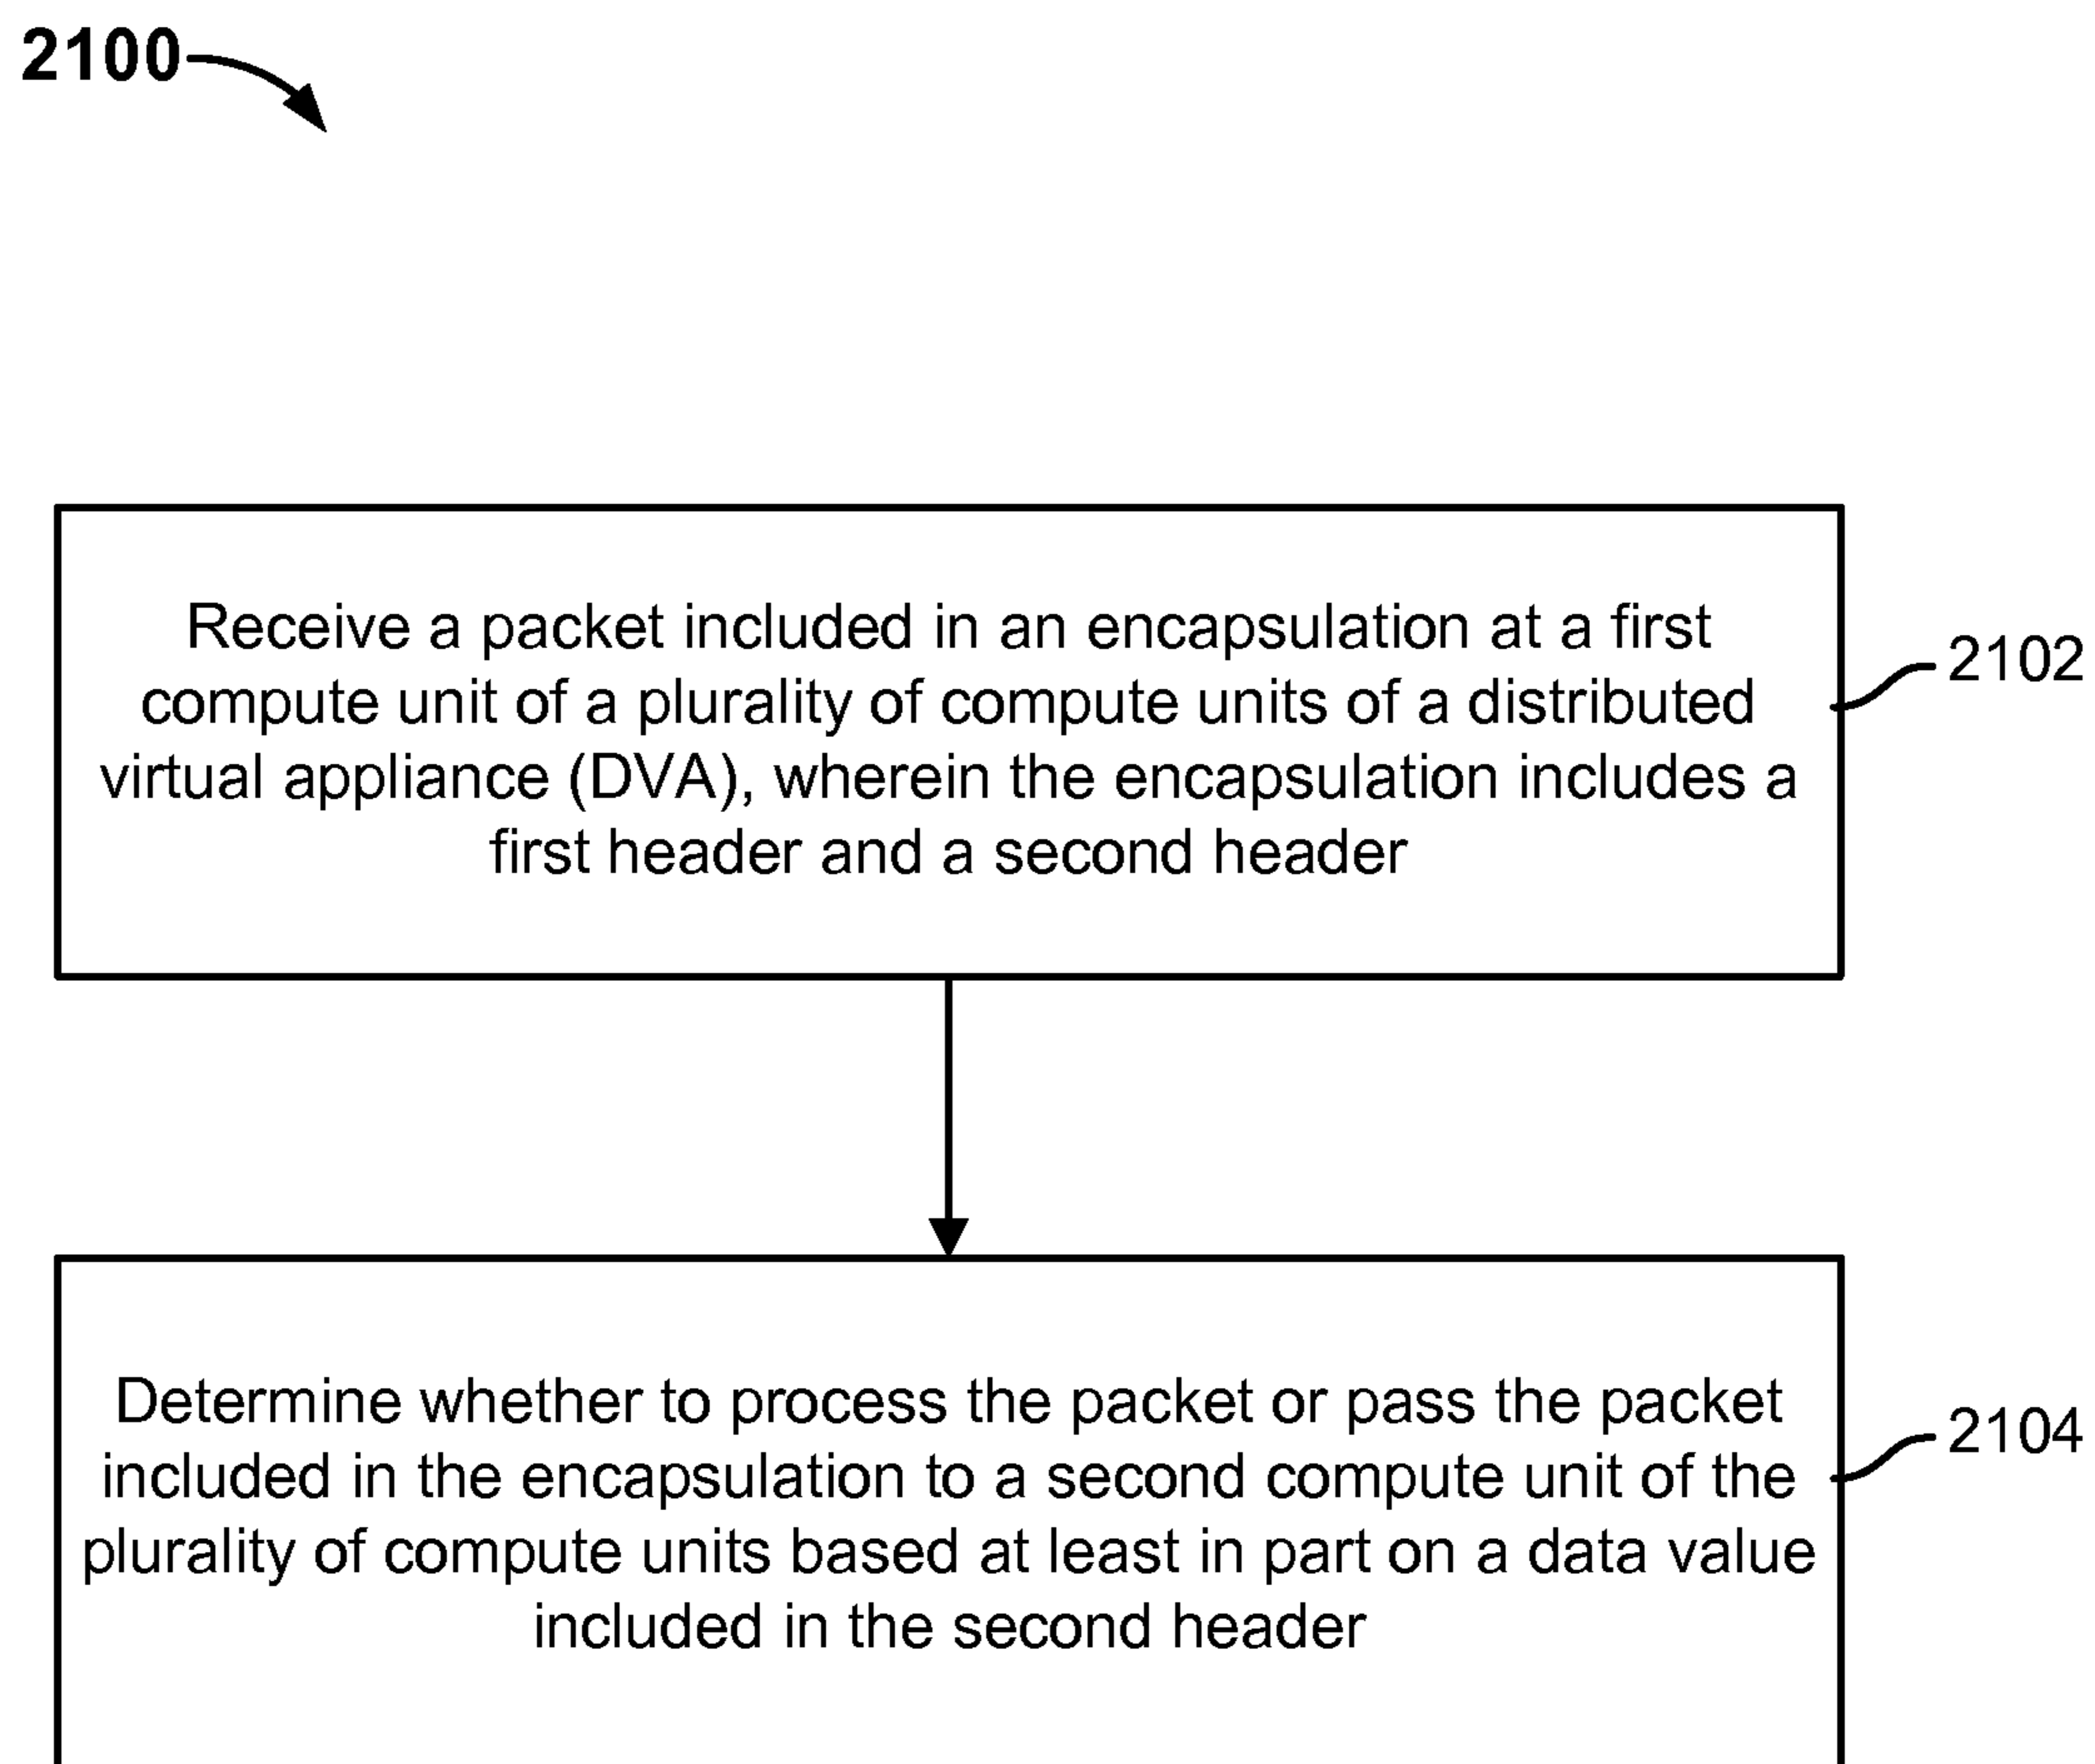 2100
Receive a packet included in an encapsulation at a first
compute unit of a plurality of compute units of a distributed
virtual appliance (DVA), wherein the encapsulation includes a
first header and a second header
2102
Determine whether to process the packet or pass the packet
included in the encapsulation to a second compute unit of the
plurality of compute units based at least in part on a data value
included in the second header
2104